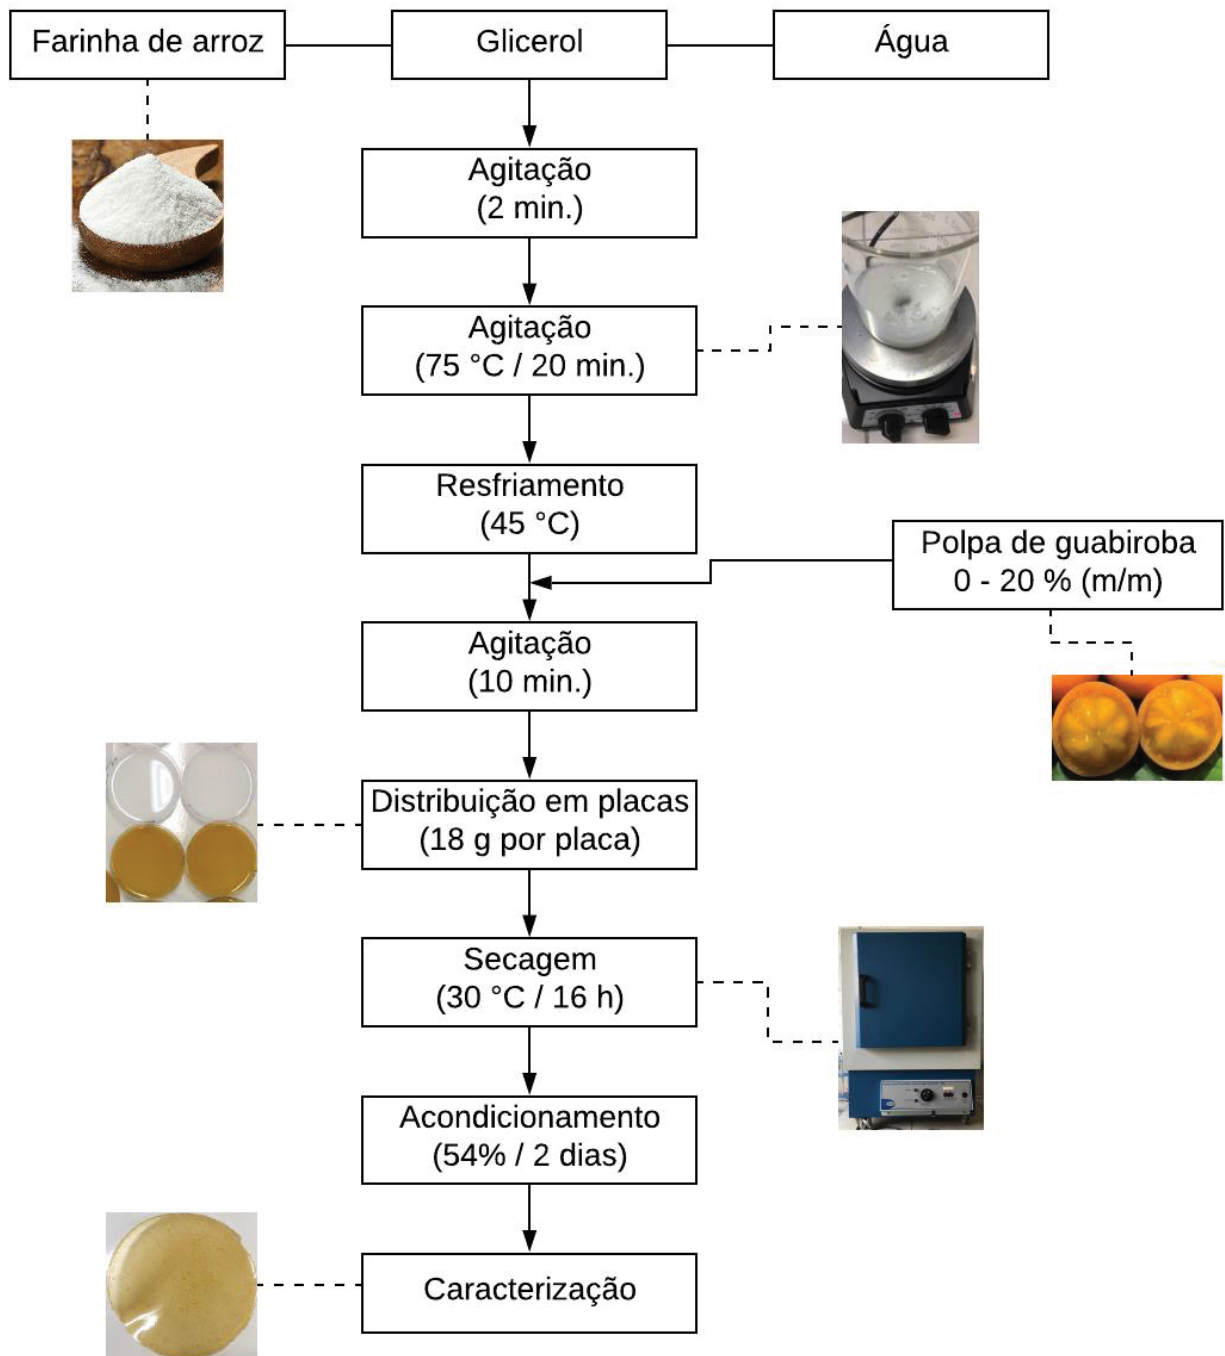 Farinha de arroz
Glicerol
Água
Agitação
(2 min.)
Agitação
(75 °C / 20 min.)
Resfriamento
(45 °C)
Polpa de guabiroba
0 - 20 % (m/m)
Agitação
(10 min.)
Distribuição em placas
(18 g por placa)
Secagem
(30 °C / 16 h)
Acondicionamento
(54% / 2 dias)
Caracterização